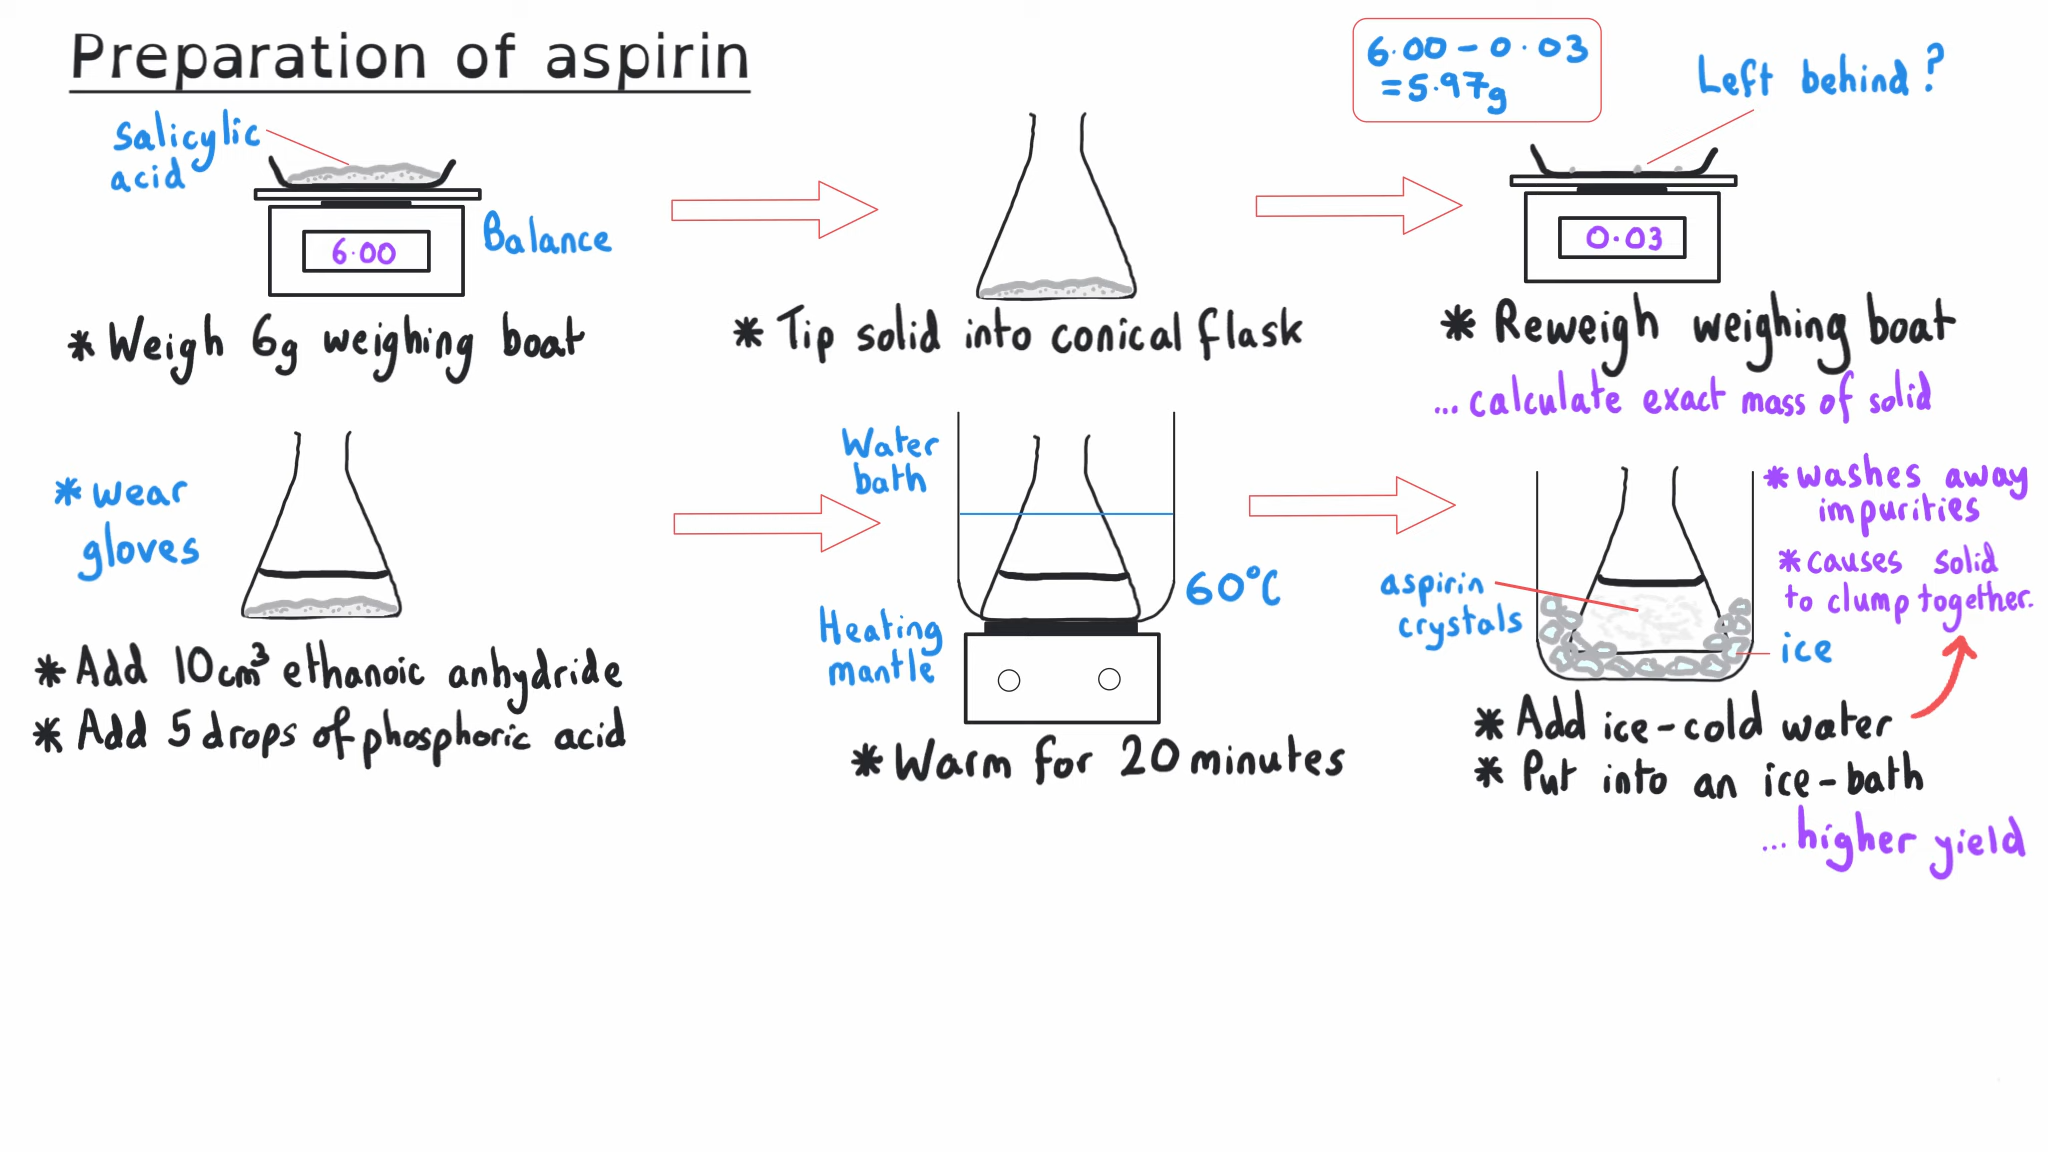 Preparation of aspirin
Salicylic
acid
6.00
Balance
* Weigh 6g weighing boat
* Tip solid into conical flask
6.00 - 0.03
= 5.97g
Left behind?
0.03
* Reweigh weighing boat
... calculate exact mass of solid
* wear
gloves
* Add 10cm³ ethanoic anhydride
* Add 5 drops of phosphoric acid
Water
bath
60°C
Heating
mantle
* Warm for 20 minutes
* washes away
impurities
* causes solid
to clump together.
aspirin
crystals
ice
* Add ice-cold water
* Put into an ice-bath
... higher yield